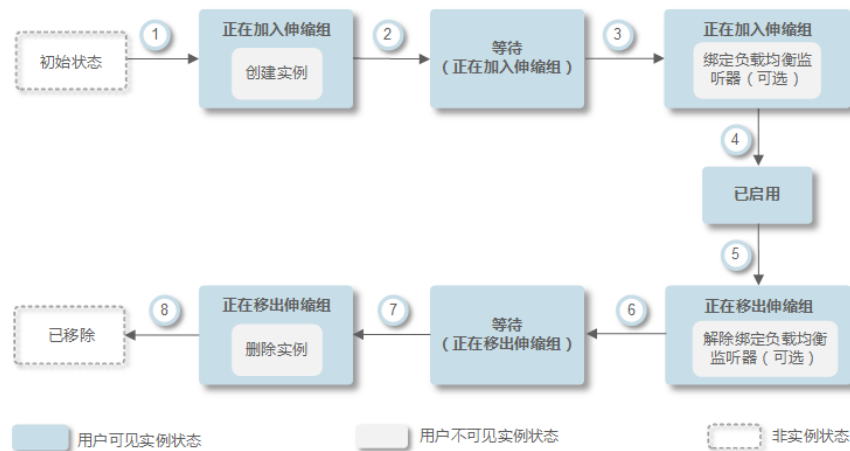 初始状态
1
正在加入伸缩组
创建实例
2
等待
（正在加入伸缩组）
3
正在加入伸缩组
绑定负载均衡监
听器（可选）
4
已启用
5
正在移出伸缩组
解除绑定负载均衡
监听器（可选）
6
等待
（正在移出伸缩组）
7
正在移出伸缩组
删除实例
8
已移除
用户可见实例状态
用户不可见实例状态
非实例状态